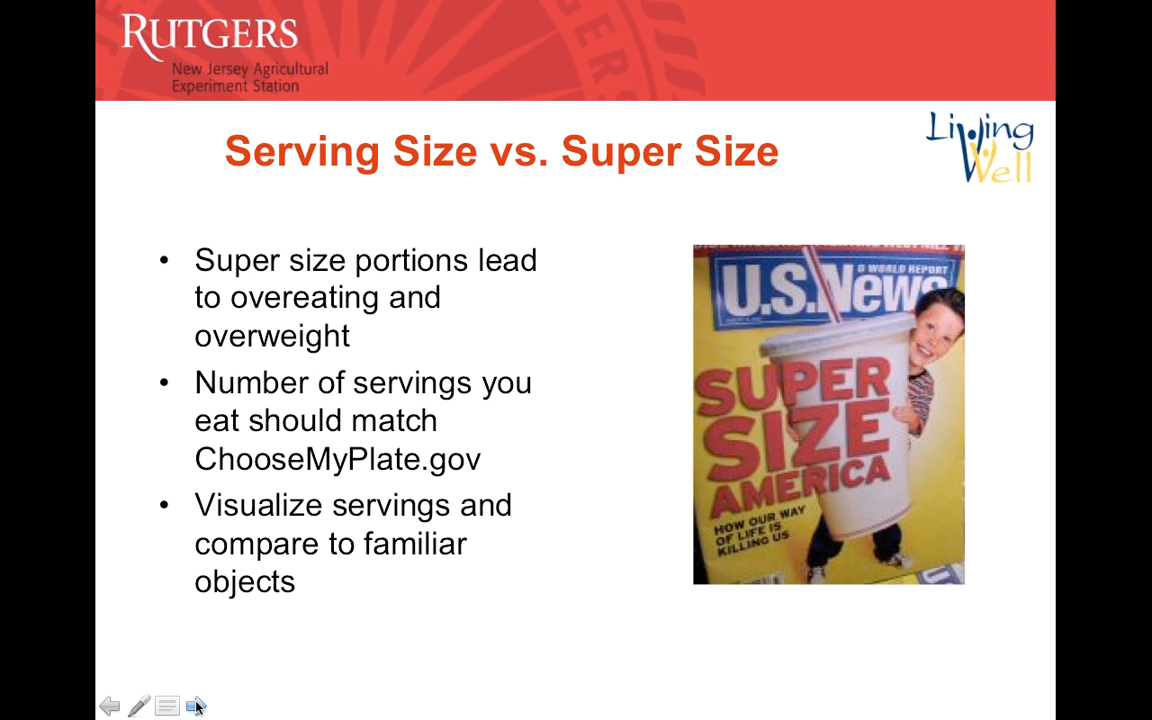 RUTGERS
New Jersey Agricultural
Experiment Station
RUTGERS
Serving Size vs. Super Size
Living
Well
• Super size portions lead
to overeating and
overweight
• Number of servings you
eat should match
ChooseMyPlate.gov
• Visualize servings and
compare to familiar
objects
& WORLD REPORT
U.S.News
SUPER
SIZE
AMERICA
HOW OUR WAY
OF LIFE IS
KILLING US